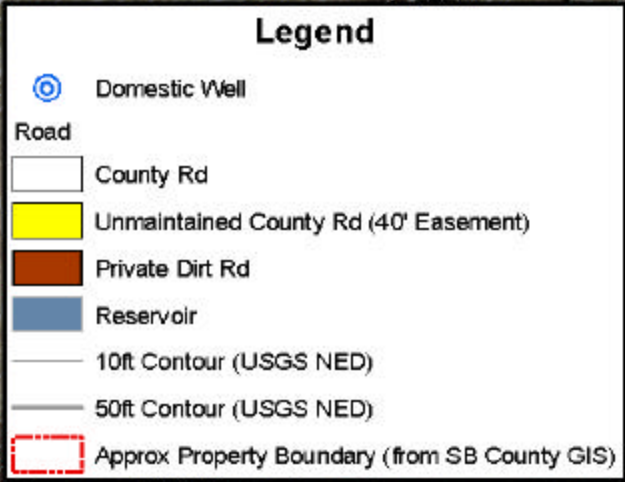 Legend
Domestic Well
Road
County Rd
Unmaintained County Rd (40' Easement)
Private Dirt Rd
Reservoir
10ft Contour (USGS NED)
50ft Contour (USGS NED)
Approx Property Boundary (from SB County GIS)